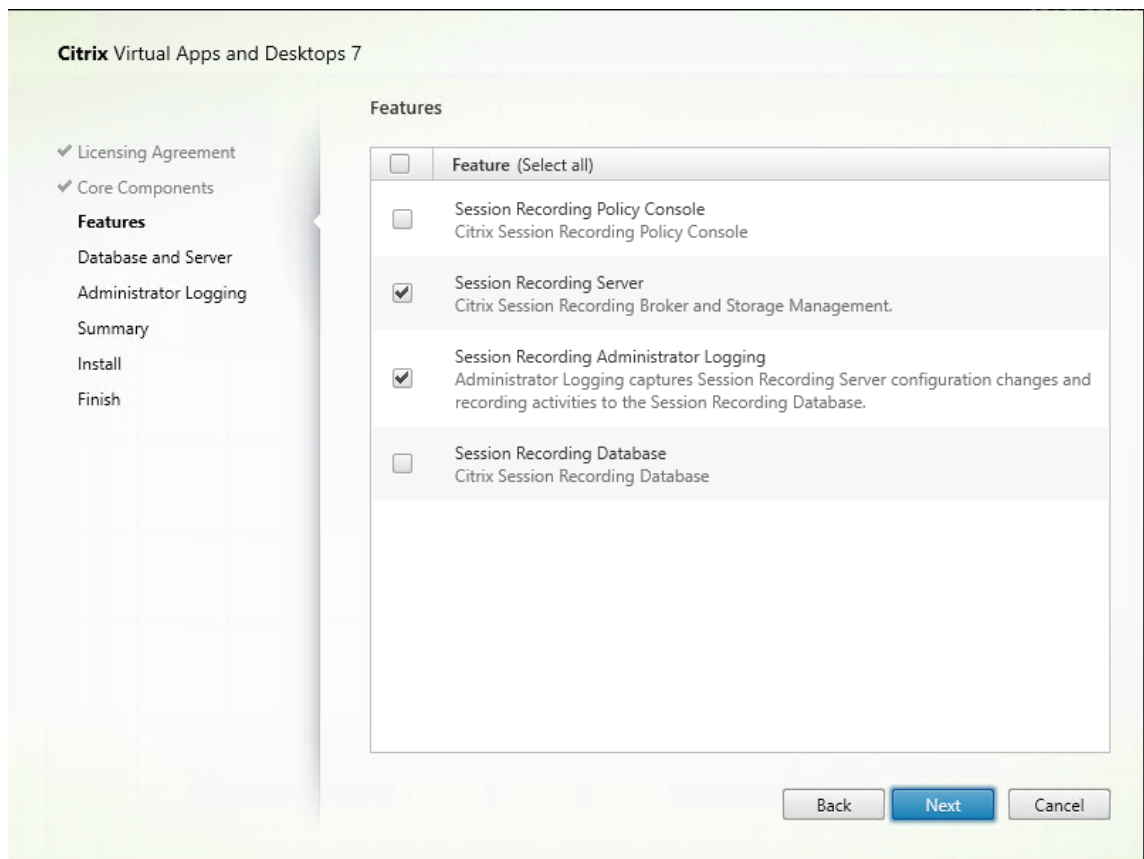 Citrix Virtual Apps and Desktops 7
Licensing Agreement
Core Components
Features
Database and Server
Administrator Logging
Summary
Install
Finish
Features
Feature (Select all)
Session Recording Policy Console
Citrix Session Recording Policy Console
Session Recording Server
Citrix Session Recording Broker and Storage Management.
Session Recording Administrator Logging
Administrator Logging captures Session Recording Server configuration changes and
recording activities to the Session Recording Database.
Session Recording Database
Citrix Session Recording Database
Back
Next
Cancel